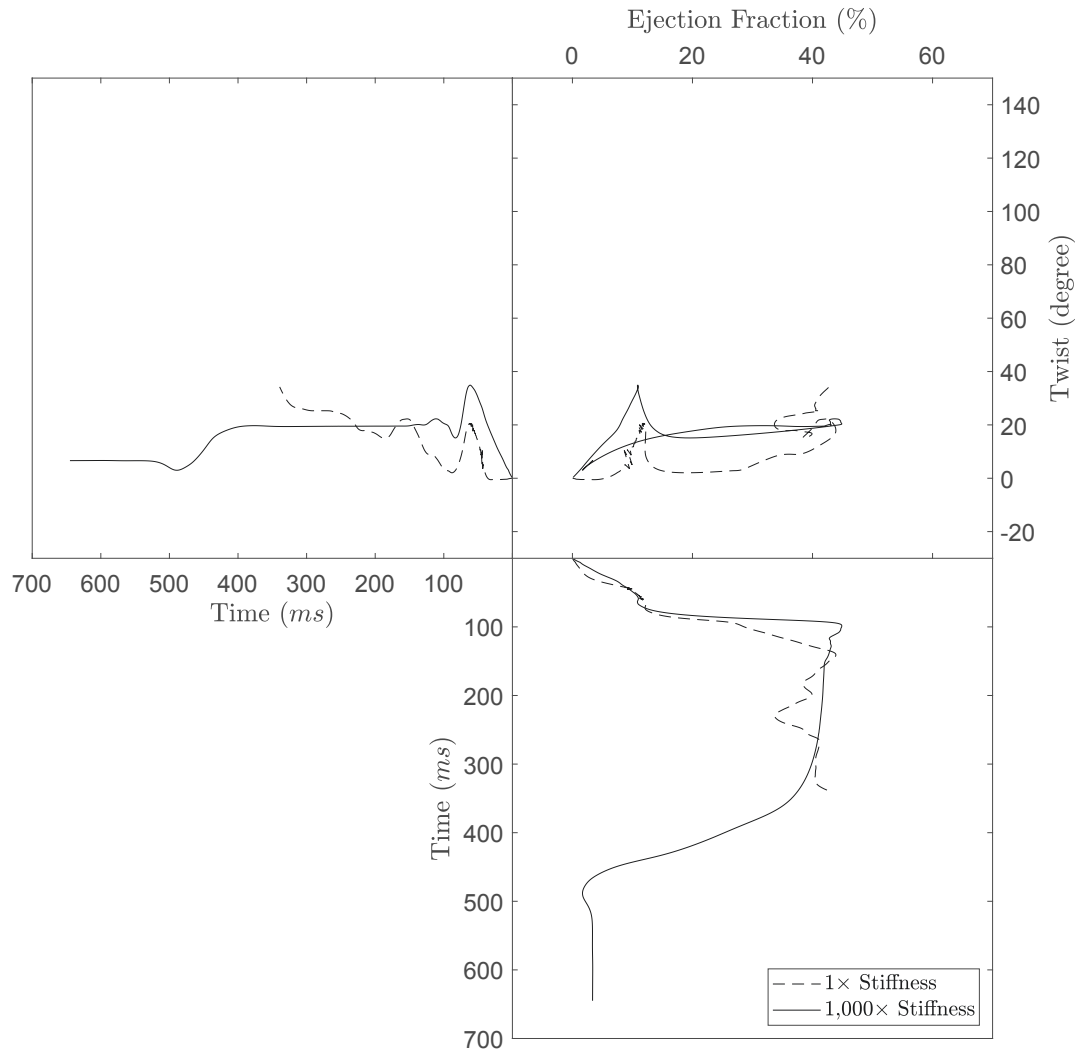 Ejection Fraction (%)
0 20 40 60
140
120
100
80
60
40
20
0
-20
Twist (degree)
700 600 500 400 300 200 100
Time (ms)
100
200
300
400
500
600
700
Time (ms)
1× Stiffness
1,000× Stiffness